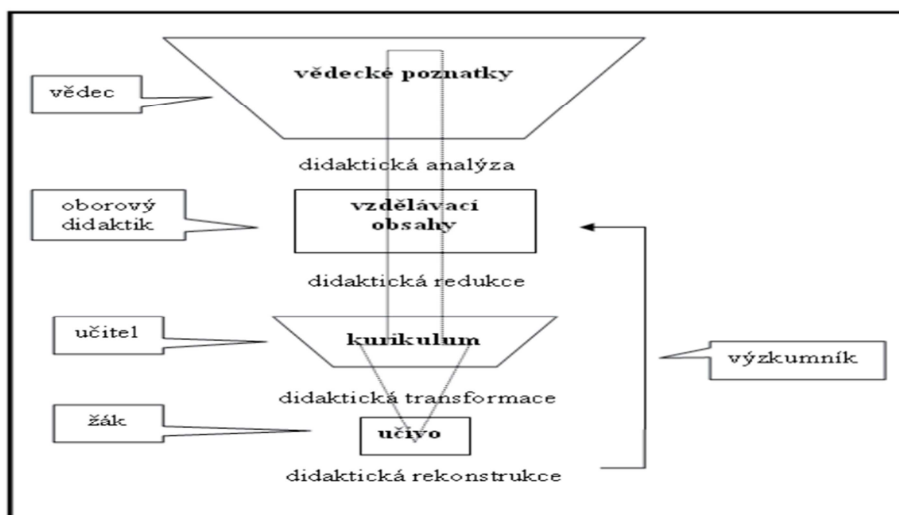 vědecké poznatky
vědec
didaktická analýza
oborový
didaktik
vzdělávací
obsahy
didaktická redukce
učitel
kurikulum
výzkumník
didaktická transformace
žák
učivo
didaktická rekonstrukce